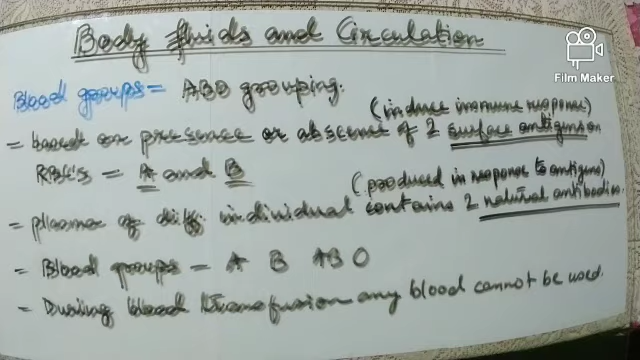 Body fluids and Circulation
Film Maker
Blood groups = ABO grouping.
(induce immune response)
= based on presence or absence of 2 surface antigens on
RBC's = A and B
(produced in response to antigens)
- plasma of diff. individual contains 2 natural antibodies.
- Blood groups - A B AB O
- During blood transfusion any blood cannot be used.